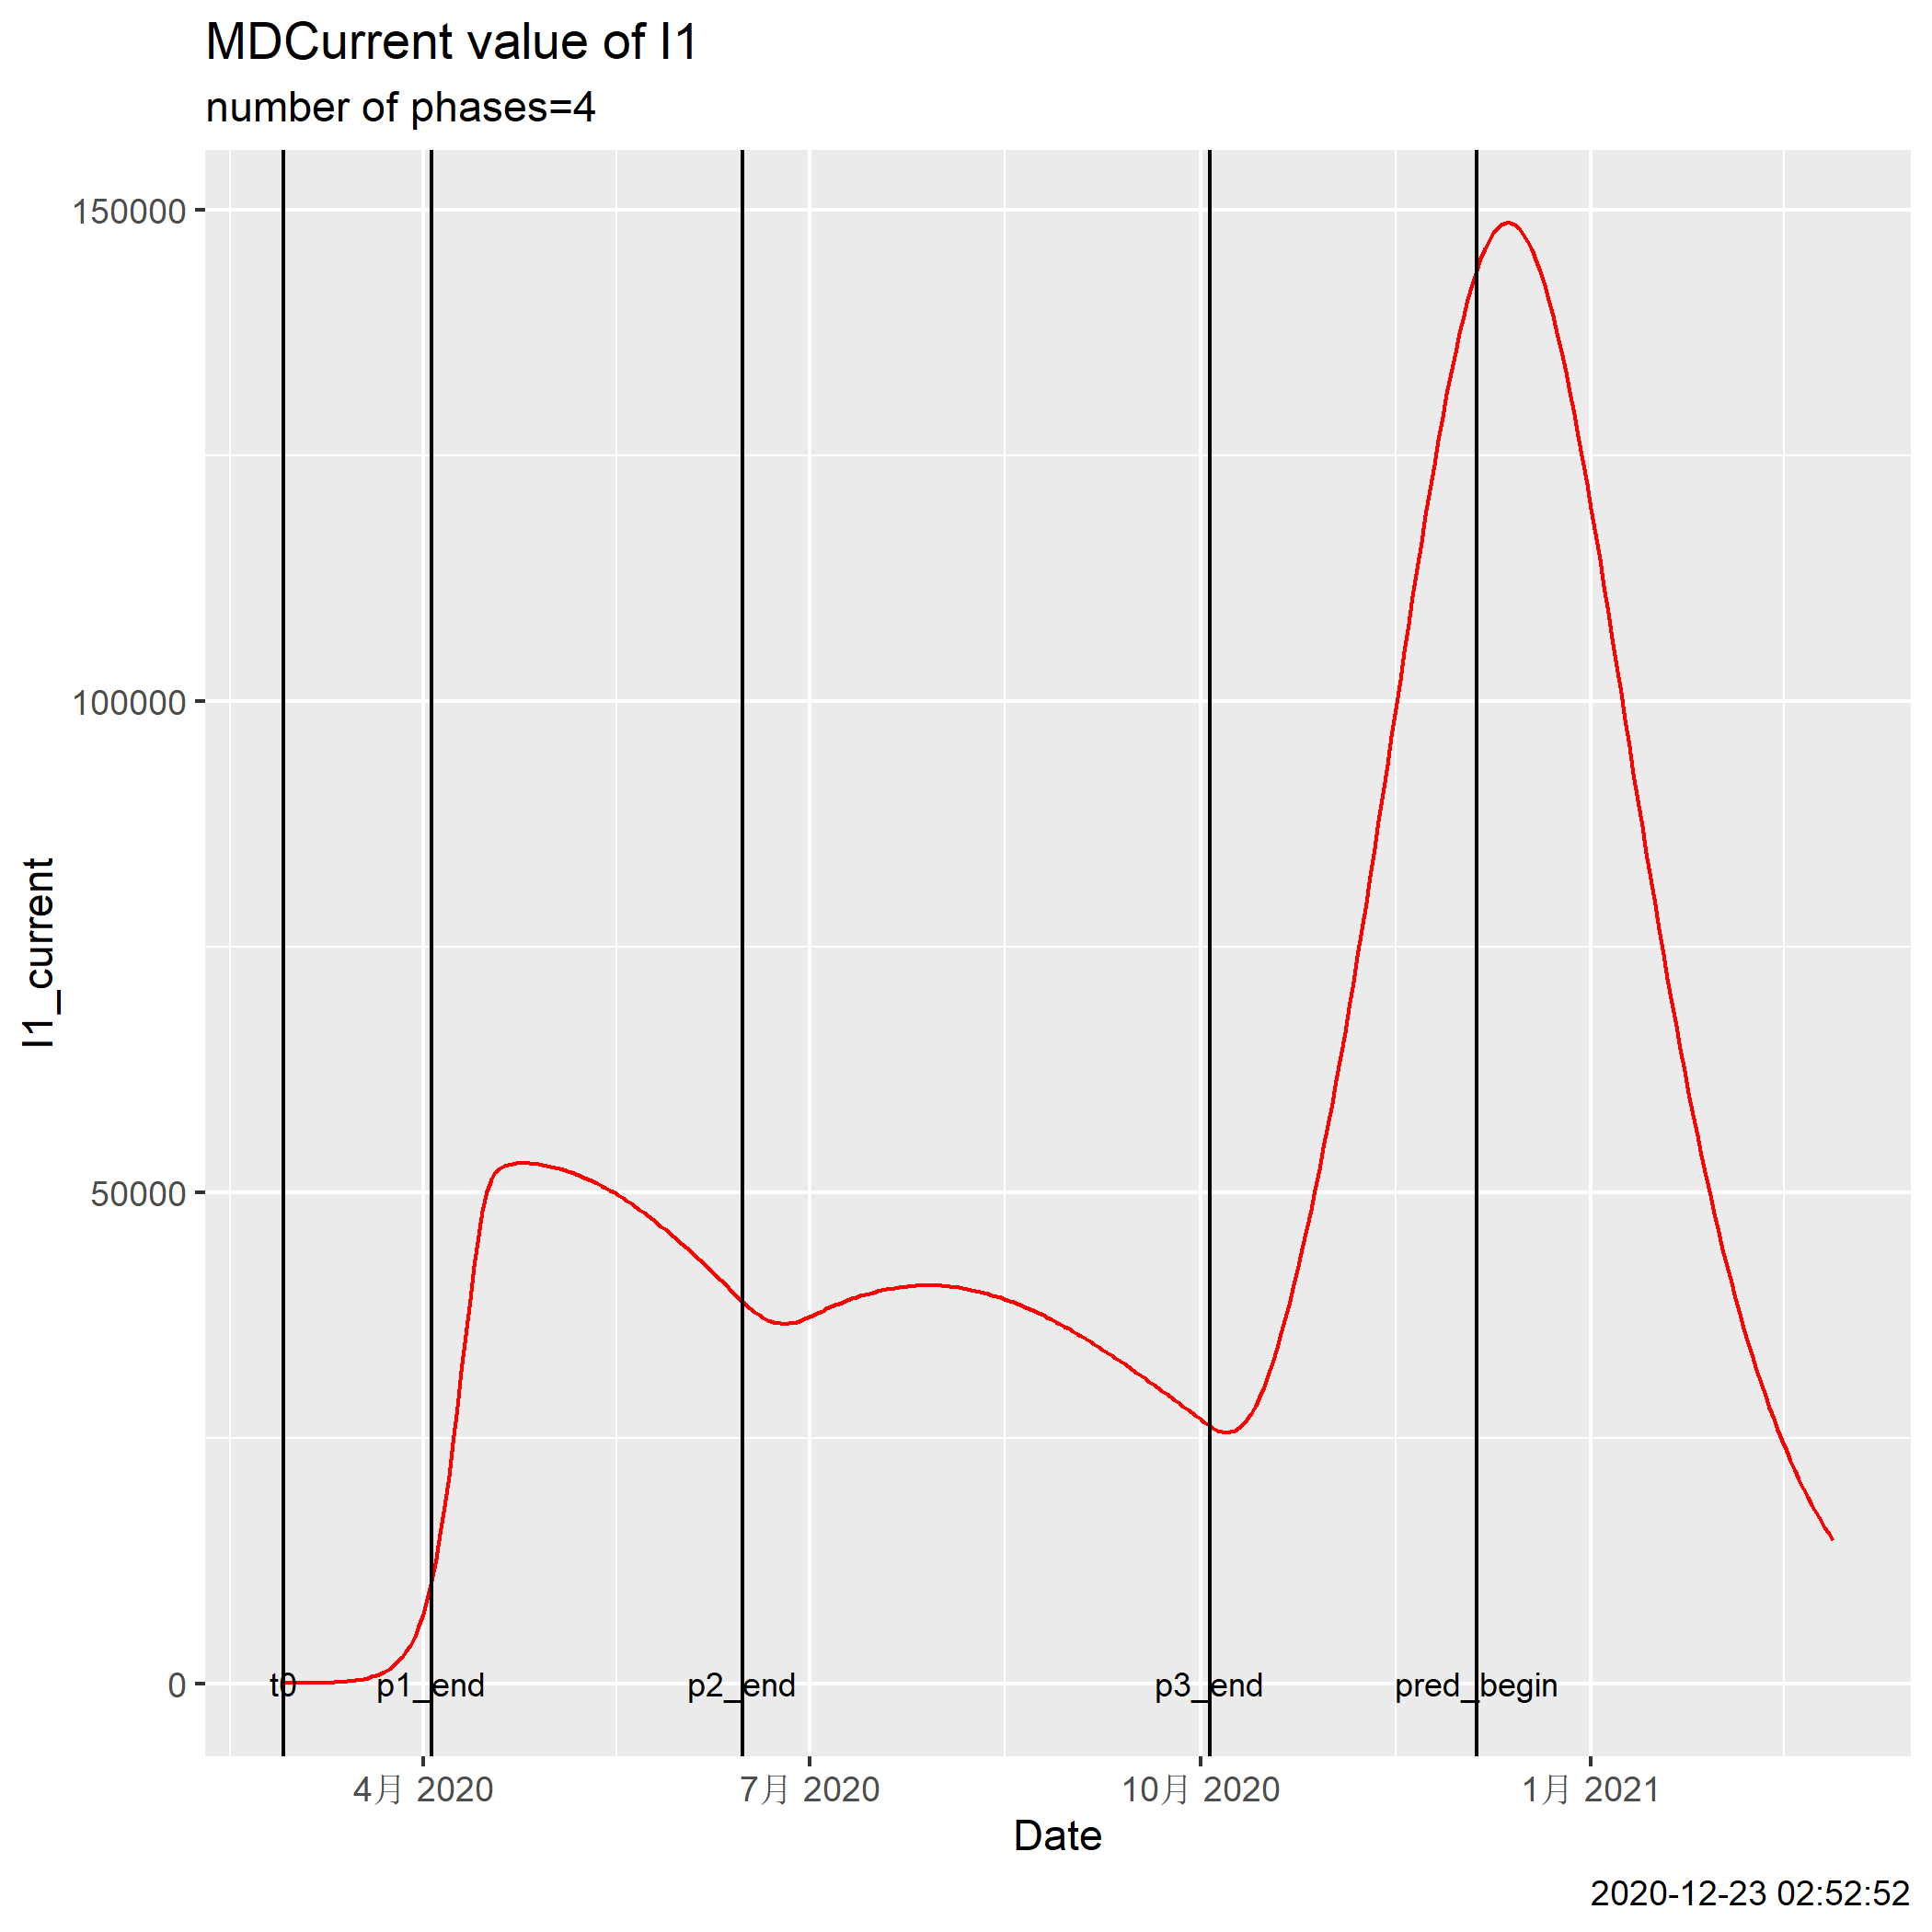 MDCurrent value of I1
number of phases=4
150000
100000
50000
0
I1_current
t0
p1_end
p2_end
p3_end
pred_begin
4月 2020
7月 2020
10月 2020
1月 2021
Date
2020-12-23 02:52:52